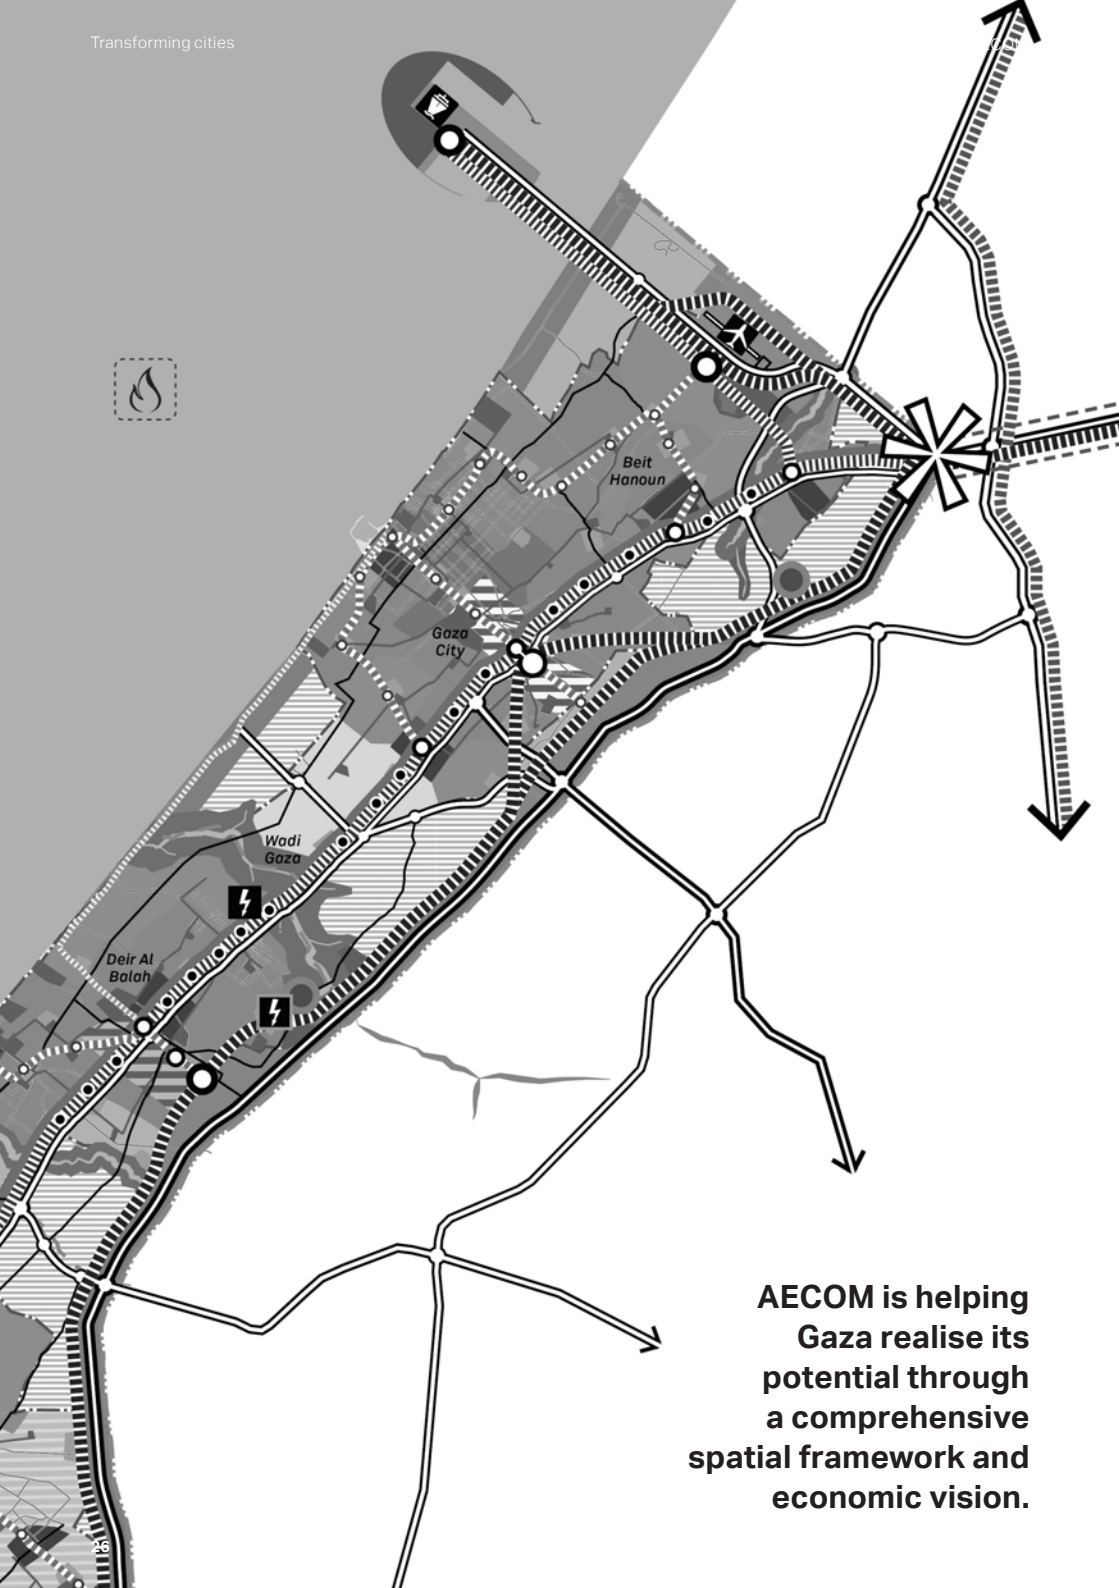 Transforming cities
Beit
Hanoun
Gaza
City
Wadi
Gaza
Deir Al
Balah
AECOM is helping
Gaza realise its
potential through
a comprehensive
spatial framework and
economic vision.
26